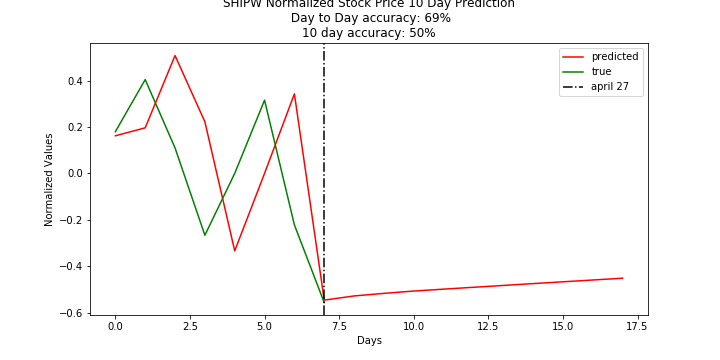 SHIPW Normalized Stock Price 10 Day Prediction
Day to Day accuracy: 69%
10 day accuracy: 50%
predicted
true
april 27
Normalized Values
0.4
0.2
0.0
−0.2
−0.4
−0.6
0.0 2.5 5.0 7.5 10.0 12.5 15.0 17.5
Days